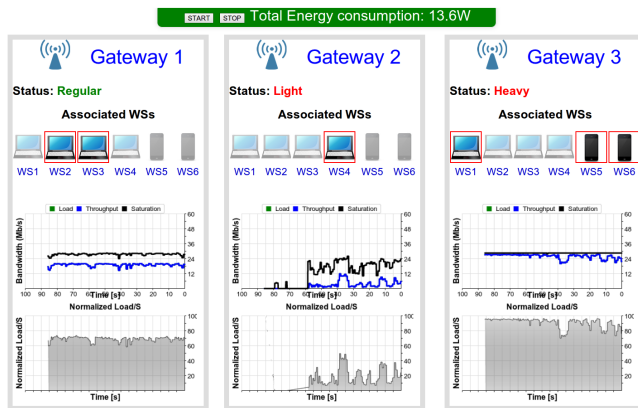 START STOP Total Energy consumption: 13.6W
Gateway 1
Status: Regular
Associated WSs
WS1 WS2 WS3 WS4 WS5 WS6
Load Throughput Saturation
Bandwidth (Mb/s)
60
48
36
24
12
100 90 80 70 60 50 40 30 20 10 0
Time [s]
Normalized Load/S
Normalized Load/S
100
80
60
40
20
Time [s]
Gateway 2
Status: Light
Associated WSs
WS1 WS2 WS3 WS4 WS5 WS6
Load Throughput Saturation
Bandwidth (Mb/s)
60
48
36
24
12
100 90 80 70 Time [s] 30 20 10 0
Normalized Load/S
Normalized Load/S
100
80
60
40
20
Time [s]
Gateway 3
Status: Heavy
Associated WSs
WS1 WS2 WS3 WS4 WS5 WS6
Load Throughput Saturation
Bandwidth (Mb/s)
60
48
36
24
12
100 90 80 70 Time [s] 30 20 10 0
Normalized Load/S
Normalized Load/S
100
80
60
40
20
Time [s]